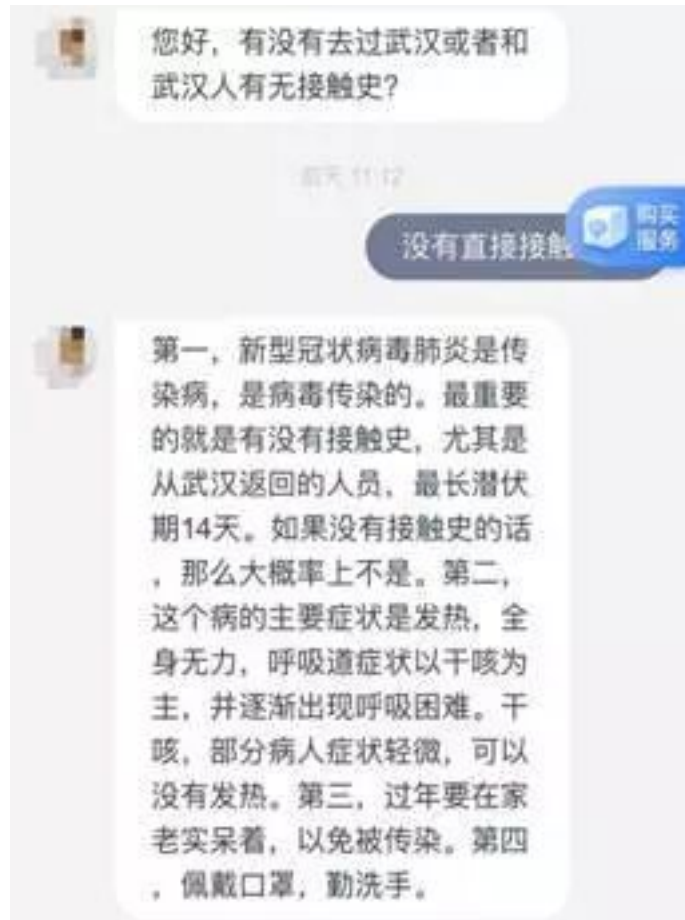 您好，有没有去过武汉或者和
武汉人有无接触史?
前天 11:12
没有直接接触
购买
服务
第一，新型冠状病毒肺炎是传
染病，是病毒传染的。最重要
的就是有没有接触史，尤其是
从武汉返回的人员，最长潜伏
期14天。如果没有接触史的话
，那么大概率上不是。第二，
这个病的主要症状是发热，全
身无力，呼吸道症状以干咳为
主，并逐渐出现呼吸困难。干
咳，部分病人症状轻微，可以
没有发热。第三，过年要在家
老实呆着，以免被传染。第四
，佩戴口罩，勤洗手。